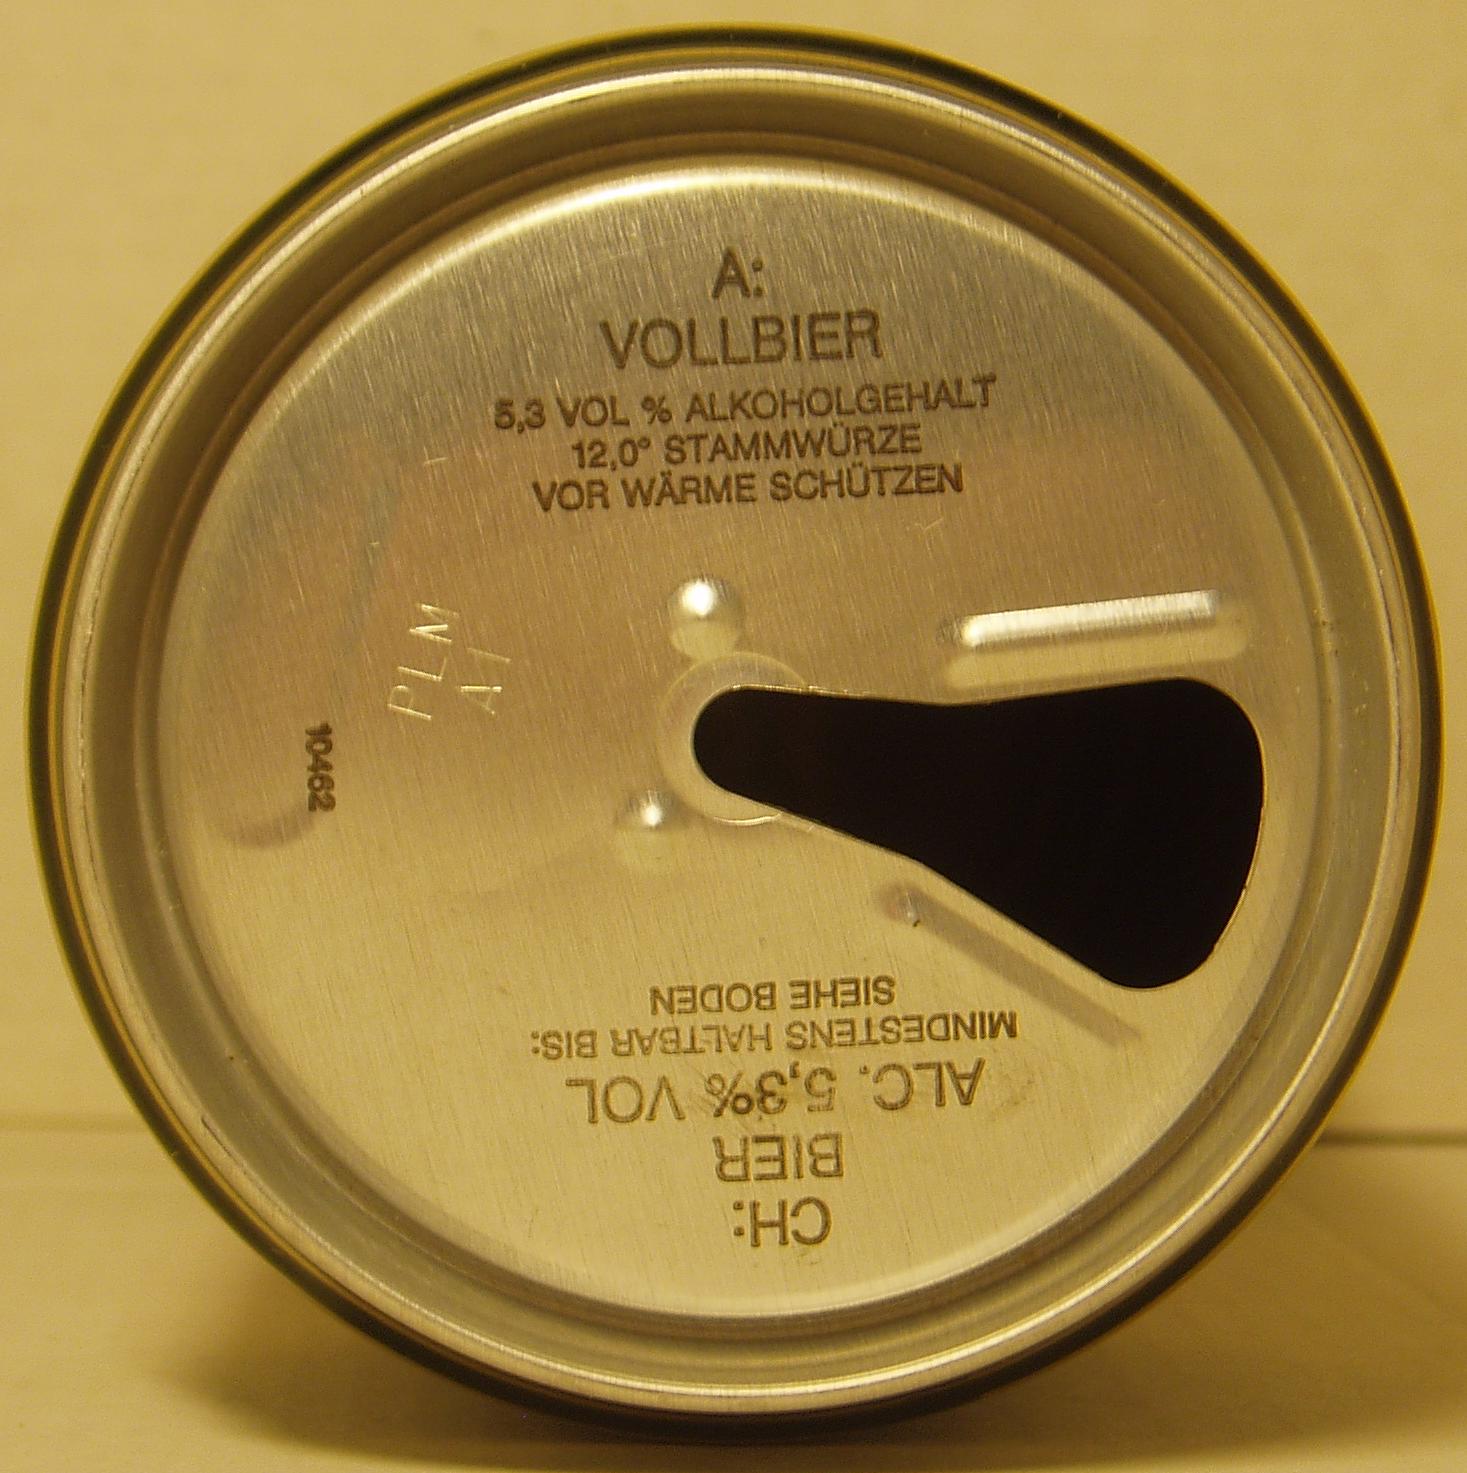 A:
VOLLBIER
5,3 VOL % ALKOHOLGEHALT
12,0° STAMMWÜRZE
VOR WÄRME SCHÜTZEN
PLM
A1
10462
CH:
BIER
ALC. 5,3% VOL
MINDESTENS HALTBAR BIS:
SIEHE BODEN